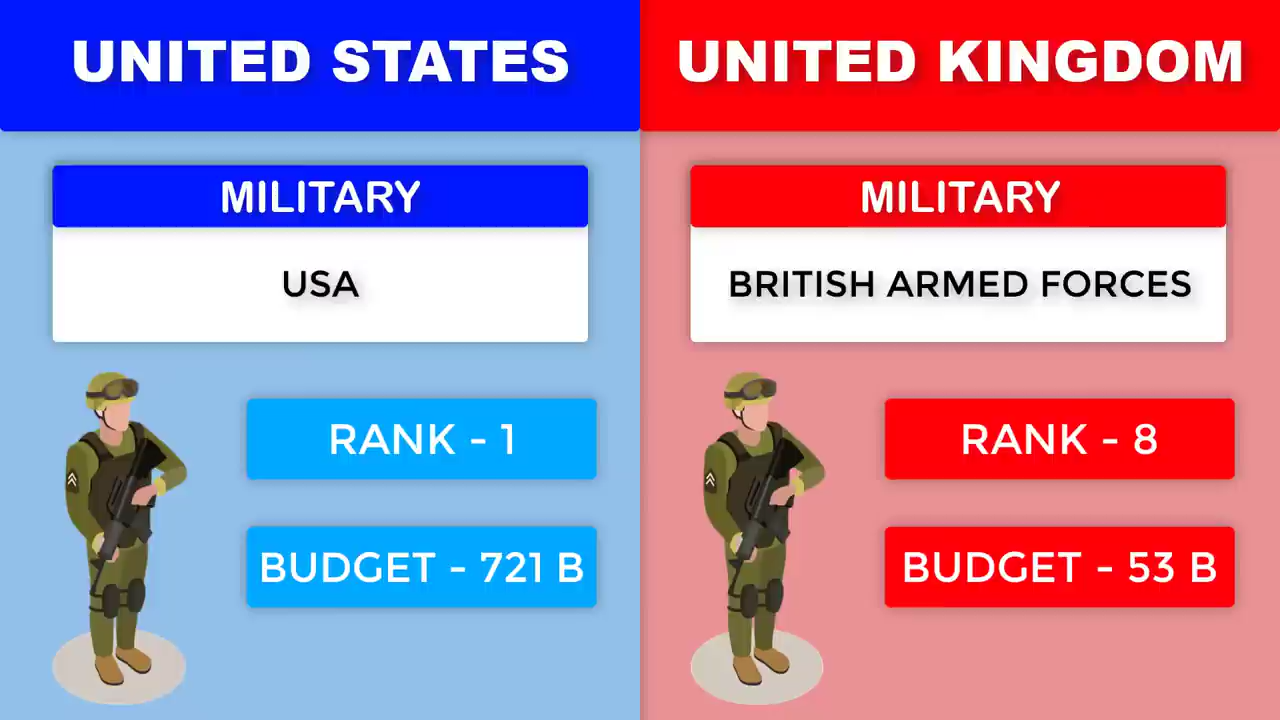 UNITED STATES
MILITARY
USA
RANK - 1
BUDGET - 721 B
UNITED KINGDOM
MILITARY
BRITISH ARMED FORCES
RANK - 8
BUDGET - 53 B